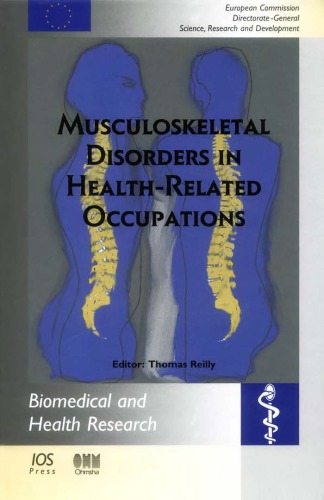 European Commission
Directorate-General
Science, Research and Development
MUSCULOSKELETAL
DISORDERS IN
HEALTH-RELATED
OCCUPATIONS
Editor: Thomas Reilly
Biomedical and
Health Research
IOS
Press
OHM
Ohmsha